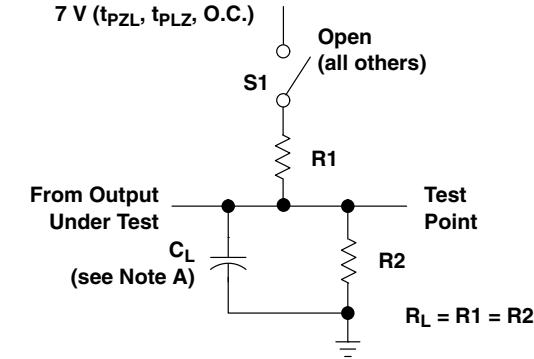 7 V (tPZL, tPLZ, O.C.)
Open
(all others)
S1
R1
From Output
Under Test
Test
Point
CL
(see Note A)
R2
RL = R1 = R2